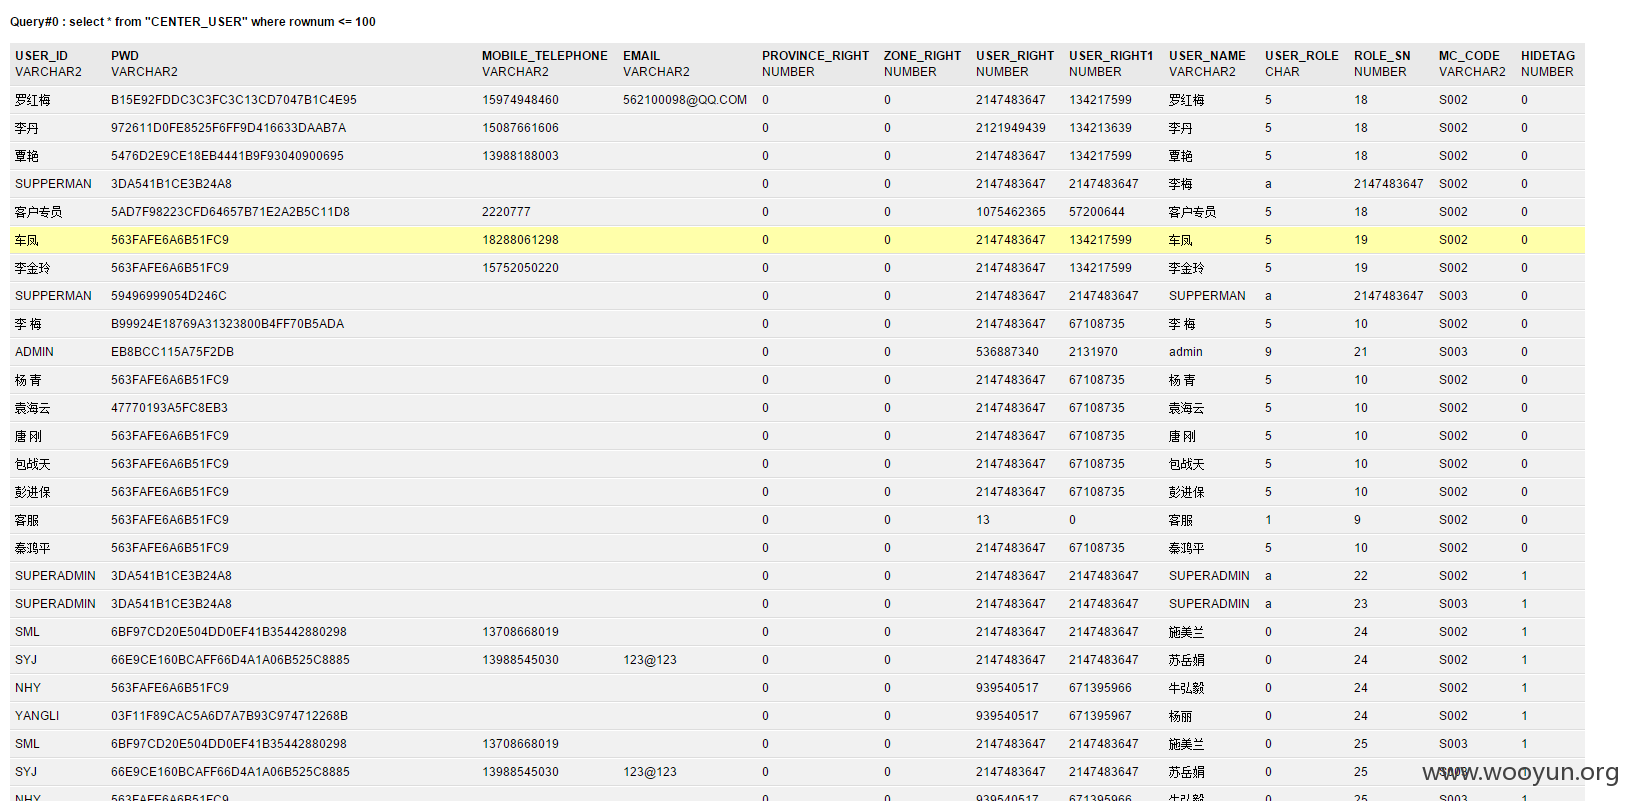 Query#0 : select * from "CENTER_USER" where rownum <= 100
USER_ID PWD MOBILE_TELEPHONE EMAIL PROVINCE_RIGHT ZONE_RIGHT USER_RIGHT USER_RIGHT1 USER_NAME USER_ROLE ROLE_SN MC_CODE HIDETAG
VARCHAR2 VARCHAR2 VARCHAR2 VARCHAR2 NUMBER NUMBER NUMBER NUMBER VARCHAR2 CHAR NUMBER VARCHAR2 NUMBER
罗红梅 B15E92FDDC3C3FC3C13CD7047B1C4E95 15974948460 562100098@QQ.COM 0 0 2147483647 134217599 罗红梅 5 18 S002 0
李丹 972611D0FE8525F6FF9D416633DAAB7A 15087661606 0 0 2121949439 134213639 李丹 5 18 S002 0
覃艳 5476D2E9CE18EB4441B9F93040900695 13988188003 0 0 2147483647 134217599 覃艳 5 18 S002 0
SUPPERMAN 3DA541B1CE3B24A8 0 0 2147483647 2147483647 李梅 a 2147483647 S002 0
客户专员 5AD7F98223CFD64657B71E2A2B5C11D8 2220777 0 0 1075462365 57200644 客户专员 5 18 S002 0
车凤 563FAFE6A6B51FC9 18288061298 0 0 2147483647 134217599 车凤 5 19 S002 0
李金玲 563FAFE6A6B51FC9 15752050220 0 0 2147483647 134217599 李金玲 5 19 S002 0
SUPPERMAN 59496999054D246C 0 0 2147483647 2147483647 SUPPERMAN a 2147483647 S003 0
李 梅 B99924E18769A31323800B4FF70B5ADA 0 0 2147483647 67108735 李 梅 5 10 S002 0
ADMIN EB8BCC115A75F2DB 0 0 536887340 2131970 admin 9 21 S003 0
杨 青 563FAFE6A6B51FC9 0 0 2147483647 67108735 杨 青 5 10 S002 0
袁海云 47770193A5FC8EB3 0 0 2147483647 67108735 袁海云 5 10 S002 0
唐 刚 563FAFE6A6B51FC9 0 0 2147483647 67108735 唐 刚 5 10 S002 0
包战天 563FAFE6A6B51FC9 0 0 2147483647 67108735 包战天 5 10 S002 0
彭进保 563FAFE6A6B51FC9 0 0 2147483647 67108735 彭进保 5 10 S002 0
客服 563FAFE6A6B51FC9 0 0 13 0 客服 1 9 S002 0
秦鸿平 563FAFE6A6B51FC9 0 0 2147483647 67108735 秦鸿平 5 10 S002 0
SUPERADMIN 3DA541B1CE3B24A8 0 0 2147483647 2147483647 SUPERADMIN a 22 S002 1
SUPERADMIN 3DA541B1CE3B24A8 0 0 2147483647 2147483647 SUPERADMIN a 23 S003 1
SML 6BF97CD20E504DD0EF41B35442880298 13708668019 0 0 2147483647 2147483647 施美兰 0 24 S002 1
SYJ 66E9CE160BCAFF66D4A1A06B525C8885 13988545030 123@123 0 0 2147483647 2147483647 苏岳娟 0 24 S002 1
NHY 563FAFE6A6B51FC9 0 0 939540517 671395966 牛弘毅 0 24 S002 1
YANGLI 03F11F89CAC5A6D7A7B93C974712268B 0 0 939540517 671395967 杨丽 0 24 S002 1
SML 6BF97CD20E504DD0EF41B35442880298 13708668019 0 0 2147483647 2147483647 施美兰 0 25 S003 1
SYJ 66E9CE160BCAFF66D4A1A06B525C8885 13988545030 123@123 0 0 2147483647 2147483647 苏岳娟 0 25 S003 1
www.wooyun.org
NHY 563FAFE6A6B51FC9 0 0 939540517 671395966 牛弘毅 0 25 S003 1